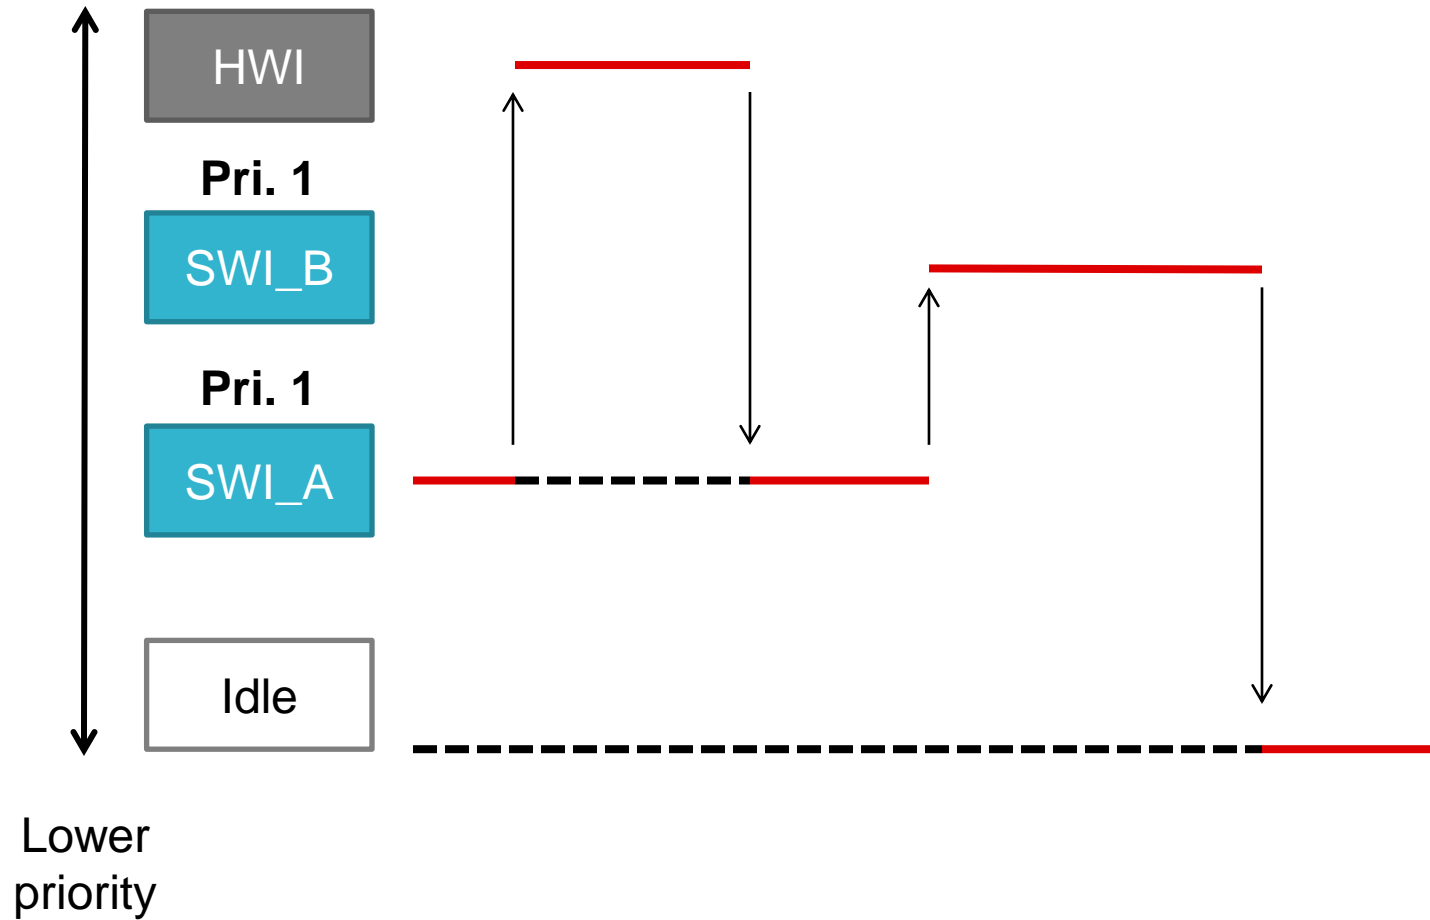 HWI
Pri. 1
SWI_B
Pri. 1
SWI_A
Idle
Lower
priority